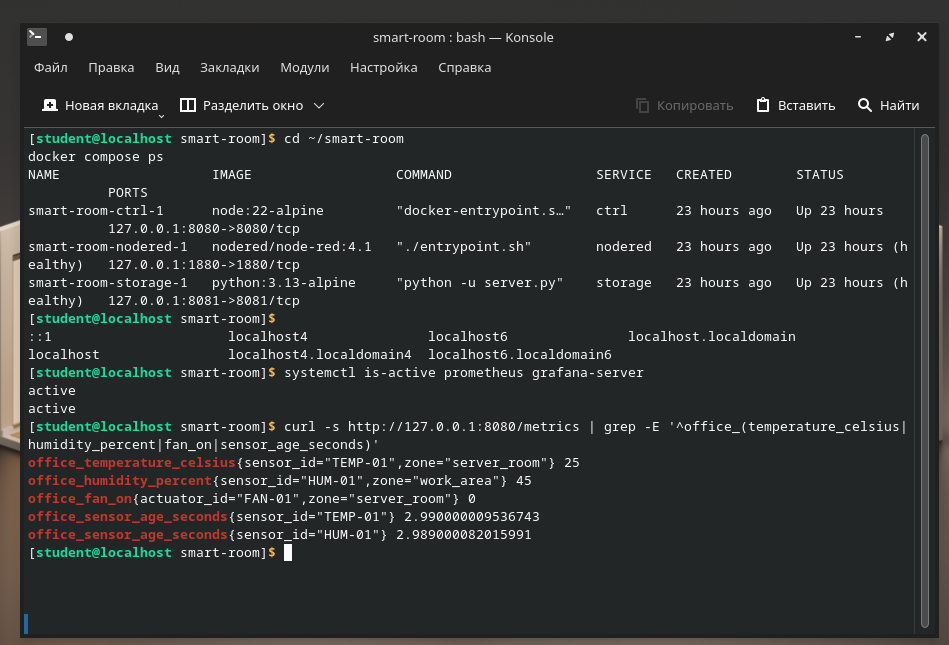 smart-room : bash — Konsole
Файл Правка Вид Закладки Модули Настройка Справка
Новая вкладка Разделить окно Копировать Вставить Найти
[student@localhost smart-room]$ cd ~/smart-room
docker compose ps
NAME                   IMAGE                  COMMAND                  SERVICE   CREATED        STATUS
          PORTS
smart-room-ctrl-1      node:22-alpine         "docker-entrypoint.s…"   ctrl      23 hours ago   Up 23 hours
          127.0.0.1:8080->8080/tcp
smart-room-nodered-1   nodered/node-red:4.1   "./entrypoint.sh"        nodered   23 hours ago   Up 23 hours (h
ealthy)   127.0.0.1:1880->1880/tcp
smart-room-storage-1   python:3.13-alpine     "python -u server.py"    storage   23 hours ago   Up 23 hours (h
ealthy)   127.0.0.1:8081->8081/tcp
[student@localhost smart-room]$
::1                      localhost4               localhost6               localhost.localdomain
localhost                localhost4.localdomain4  localhost6.localdomain6
[student@localhost smart-room]$ systemctl is-active prometheus grafana-server
active
active
[student@localhost smart-room]$ curl -s http://127.0.0.1:8080/metrics | grep -E '^office_(temperature_celsius|
humidity_percent|fan_on|sensor_age_seconds)'
office_temperature_celsius{sensor_id="TEMP-01",zone="server_room"} 25
office_humidity_percent{sensor_id="HUM-01",zone="work_area"} 45
office_fan_on{actuator_id="FAN-01",zone="server_room"} 0
office_sensor_age_seconds{sensor_id="TEMP-01"} 2.990000009536743
office_sensor_age_seconds{sensor_id="HUM-01"} 2.989000082015991
[student@localhost smart-room]$